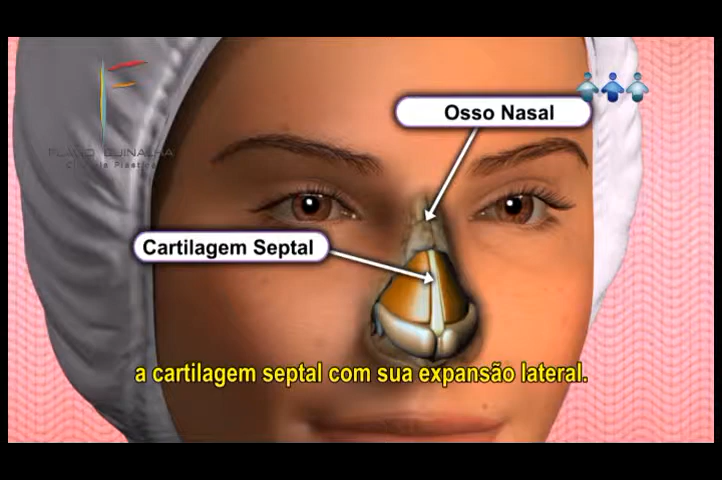 Osso Nasal
Cartilagem Septal
a cartilagem septal com sua expansão lateral.